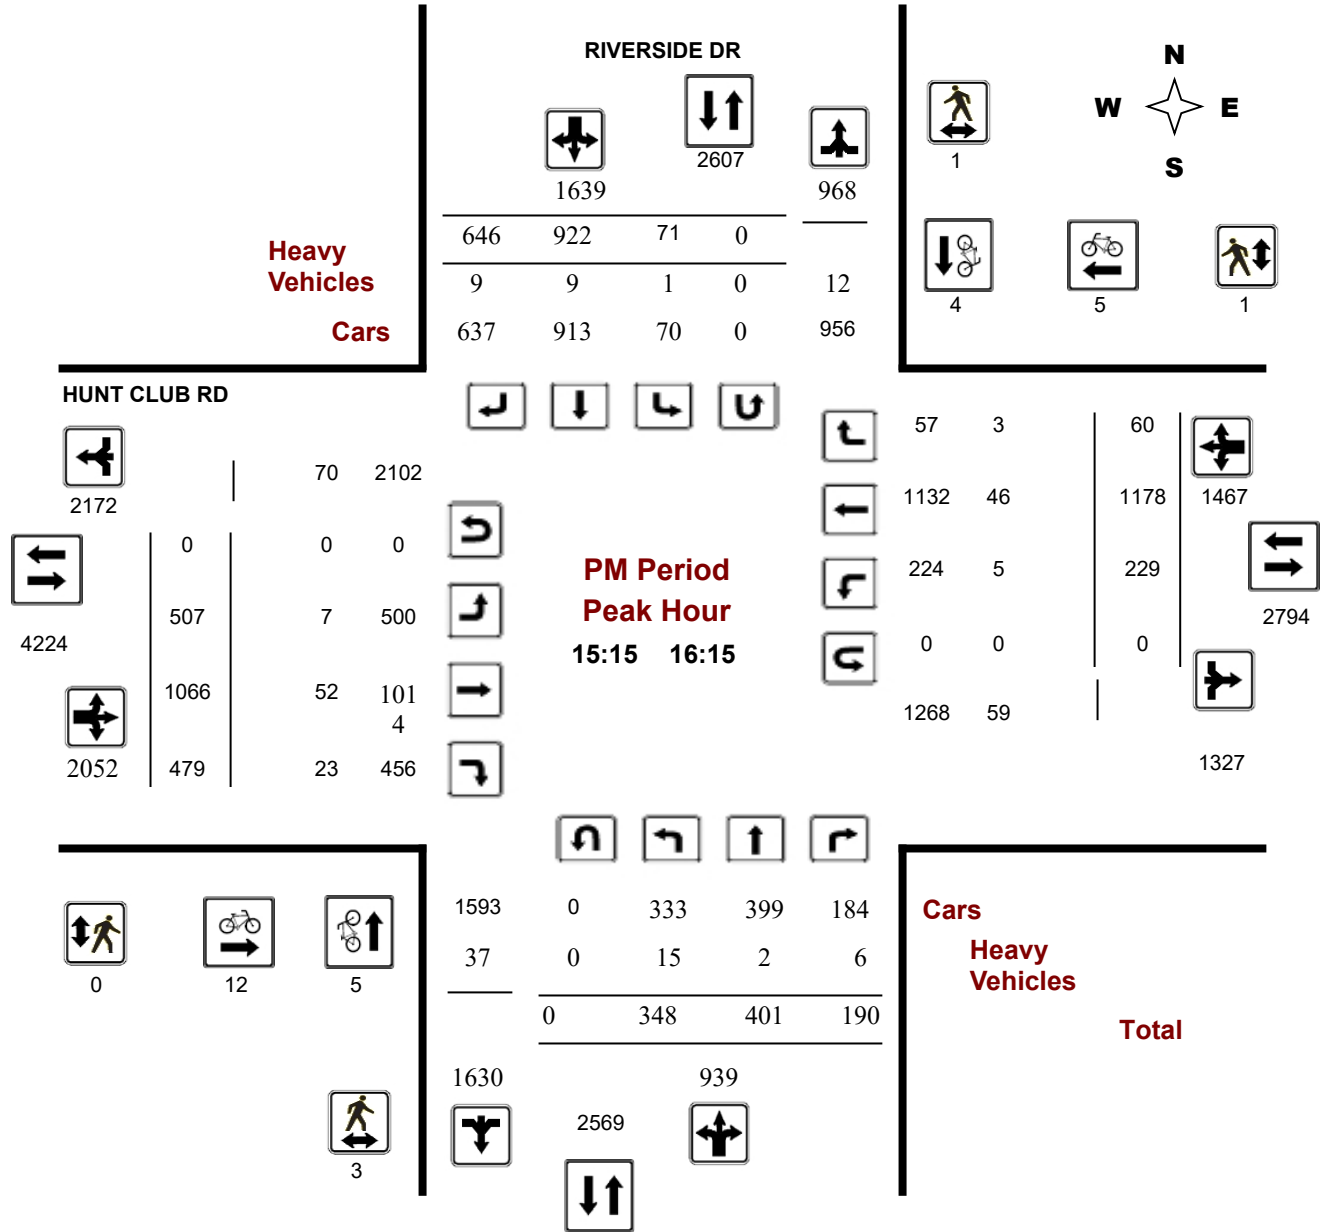 RIVERSIDE DR
N
W E
S
2607
1639 968
1
646 922 71 0
Heavy
Vehicles
9 9 1 0 12
Cars
637 913 70 0 956
4 5 1
HUNT CLUB RD
57 3 60
70 2102
2172
1132 46 1178 1467
0 0 0
PM Period
Peak Hour
15:15 16:15
224 5 229
507 7 500
2794
4224
0 0 0
1066 52 101
4
1268 59
2052 479 23 456
1327
1593 0 333 399 184
Cars
37 0 15 2 6
Heavy
Vehicles
0 12 5
0 348 401 190
Total
1630 939
2569
3